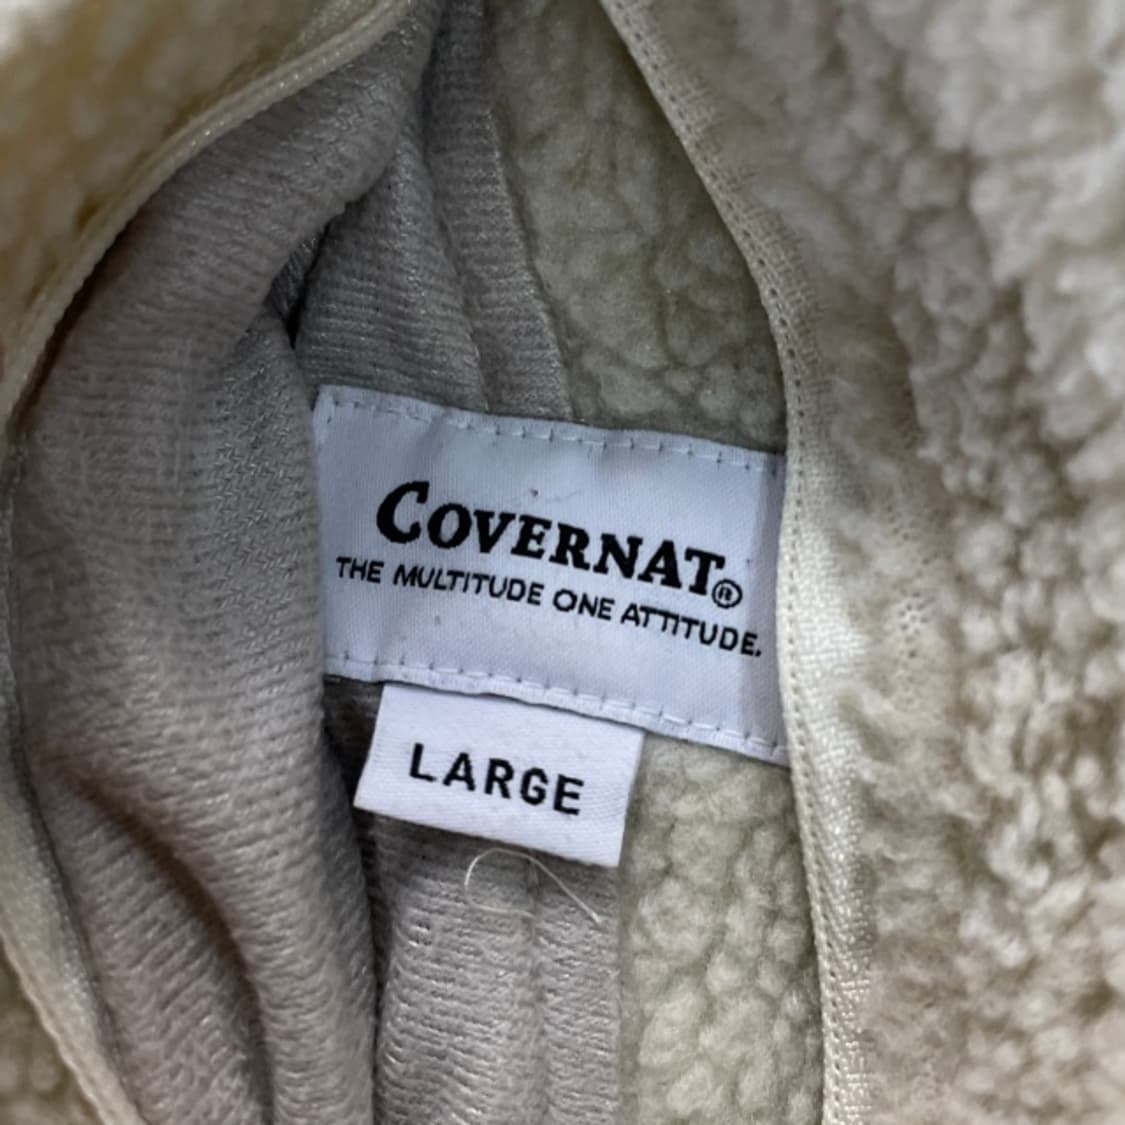 COVERNAT®
THE MULTITUDE ONE ATTITUDE.
LARGE